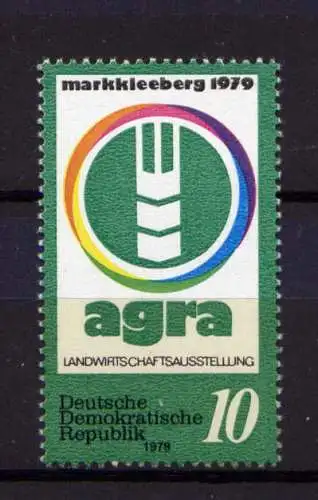 markkleeberg 1979
agra
LANDWIRTSCHAFTSAUSSTELLUNG
Deutsche
Demokratische
Republik 10
1979